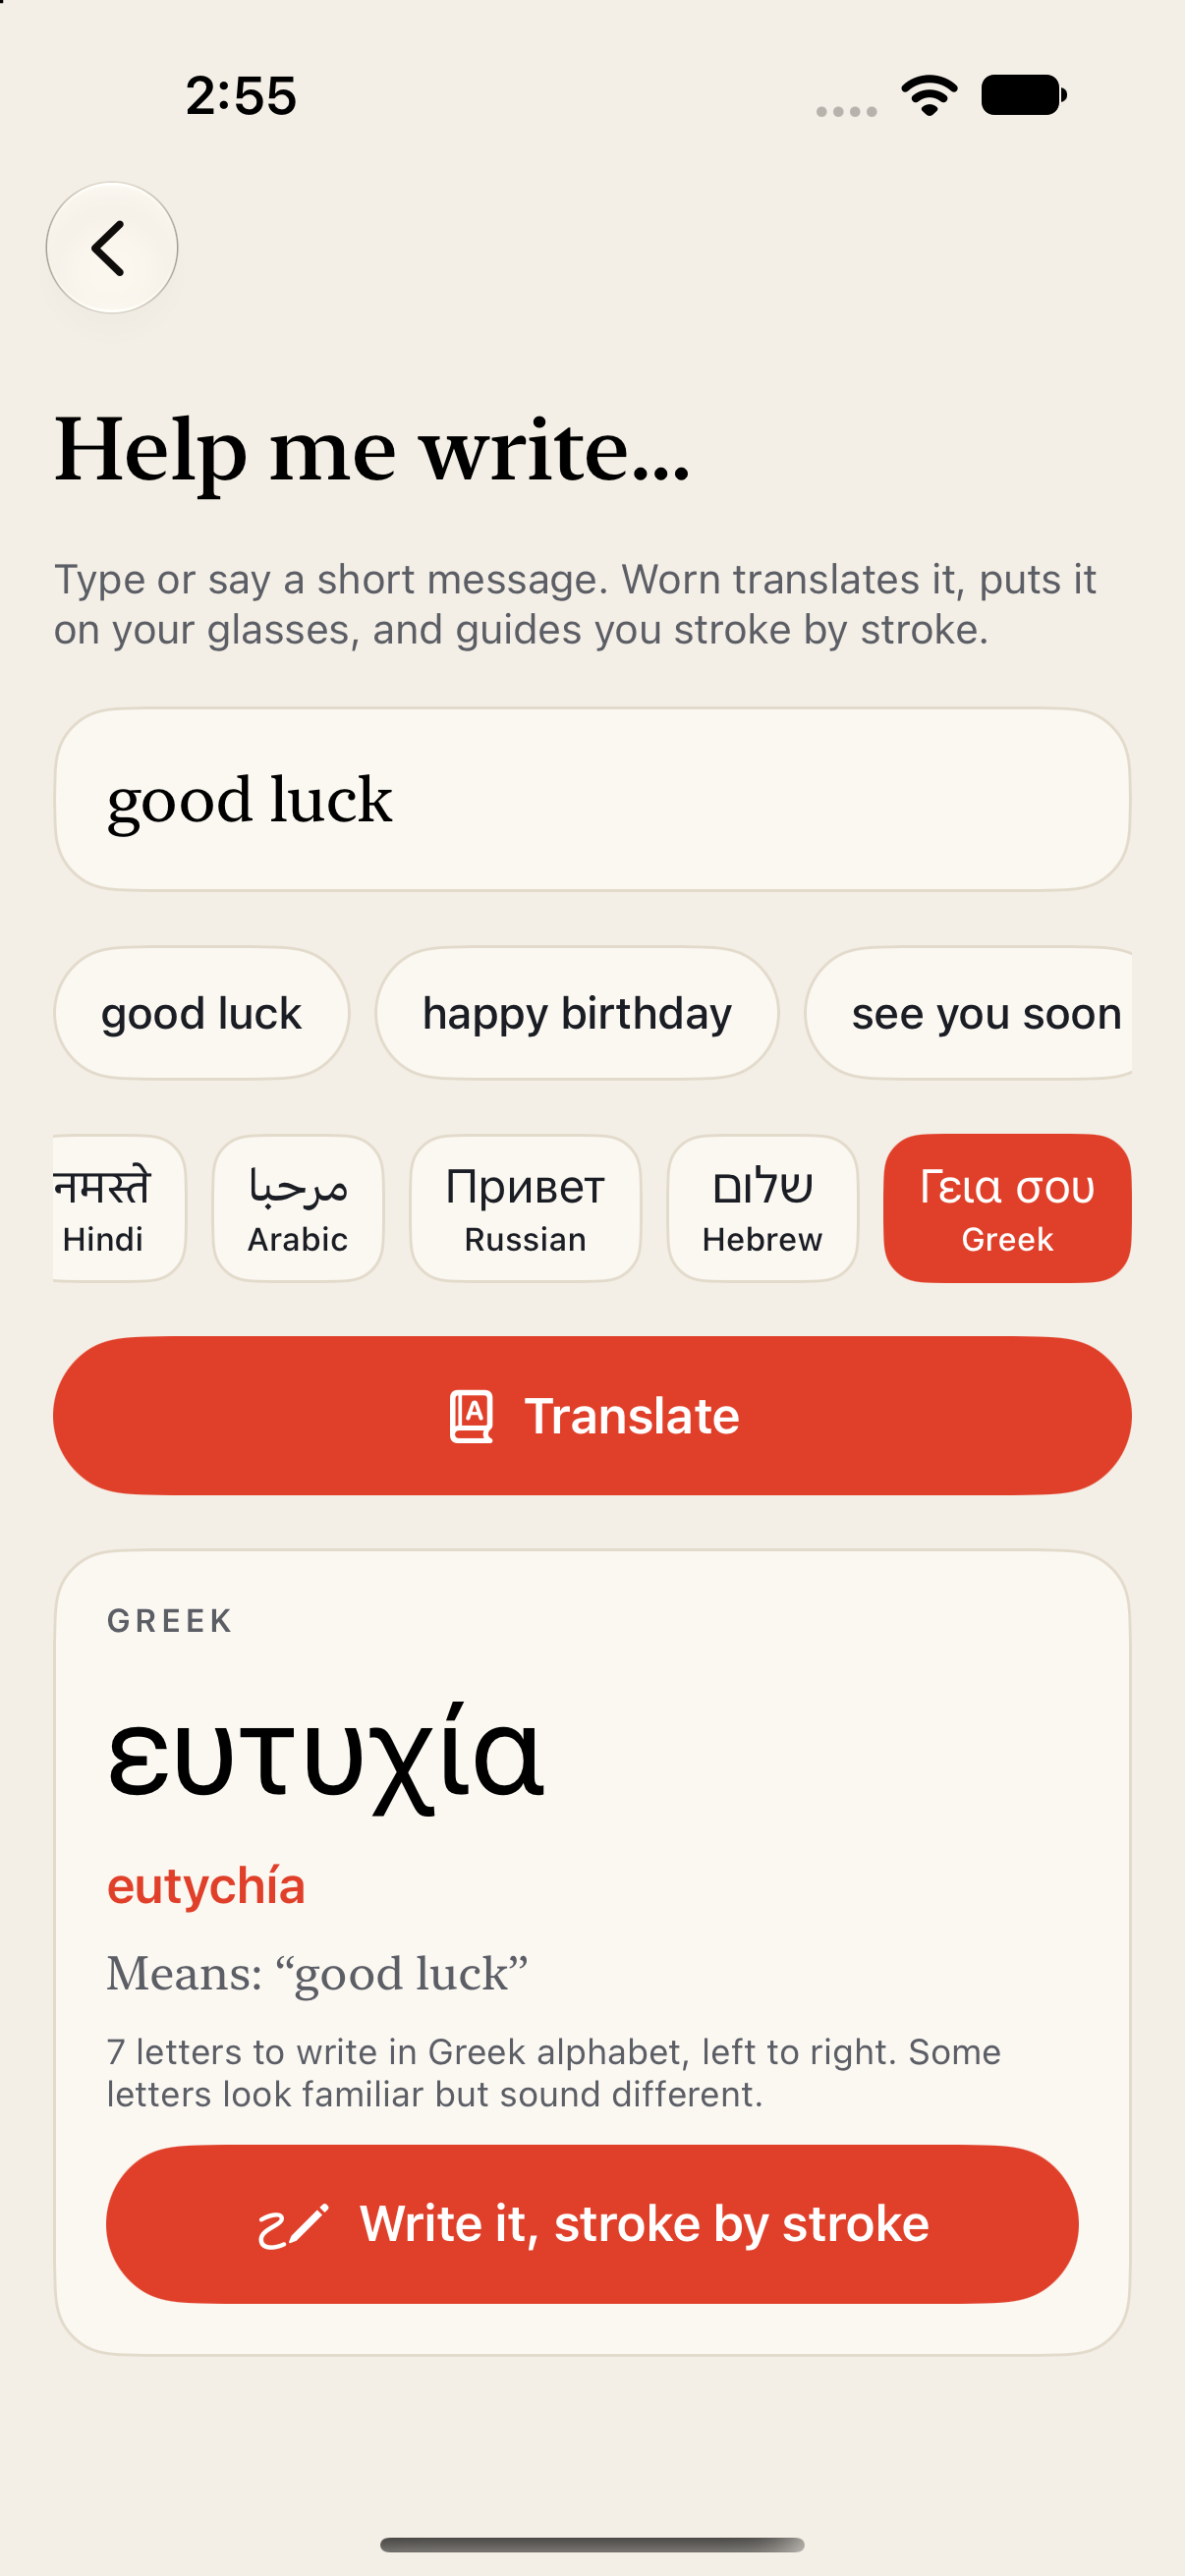 2:55
Help me write...
Type or say a short message. Worn translates it, puts it
on your glasses, and guides you stroke by stroke.
good luck
good luck happy birthday see you soon
नमस्ते مرحبا Привет שלום Γεια σου
Hindi Arabic Russian Hebrew Greek
Translate
GREEK
ευτυχία
eutychía
Means: “good luck”
7 letters to write in Greek alphabet, left to right. Some
letters look familiar but sound different.
Write it, stroke by stroke